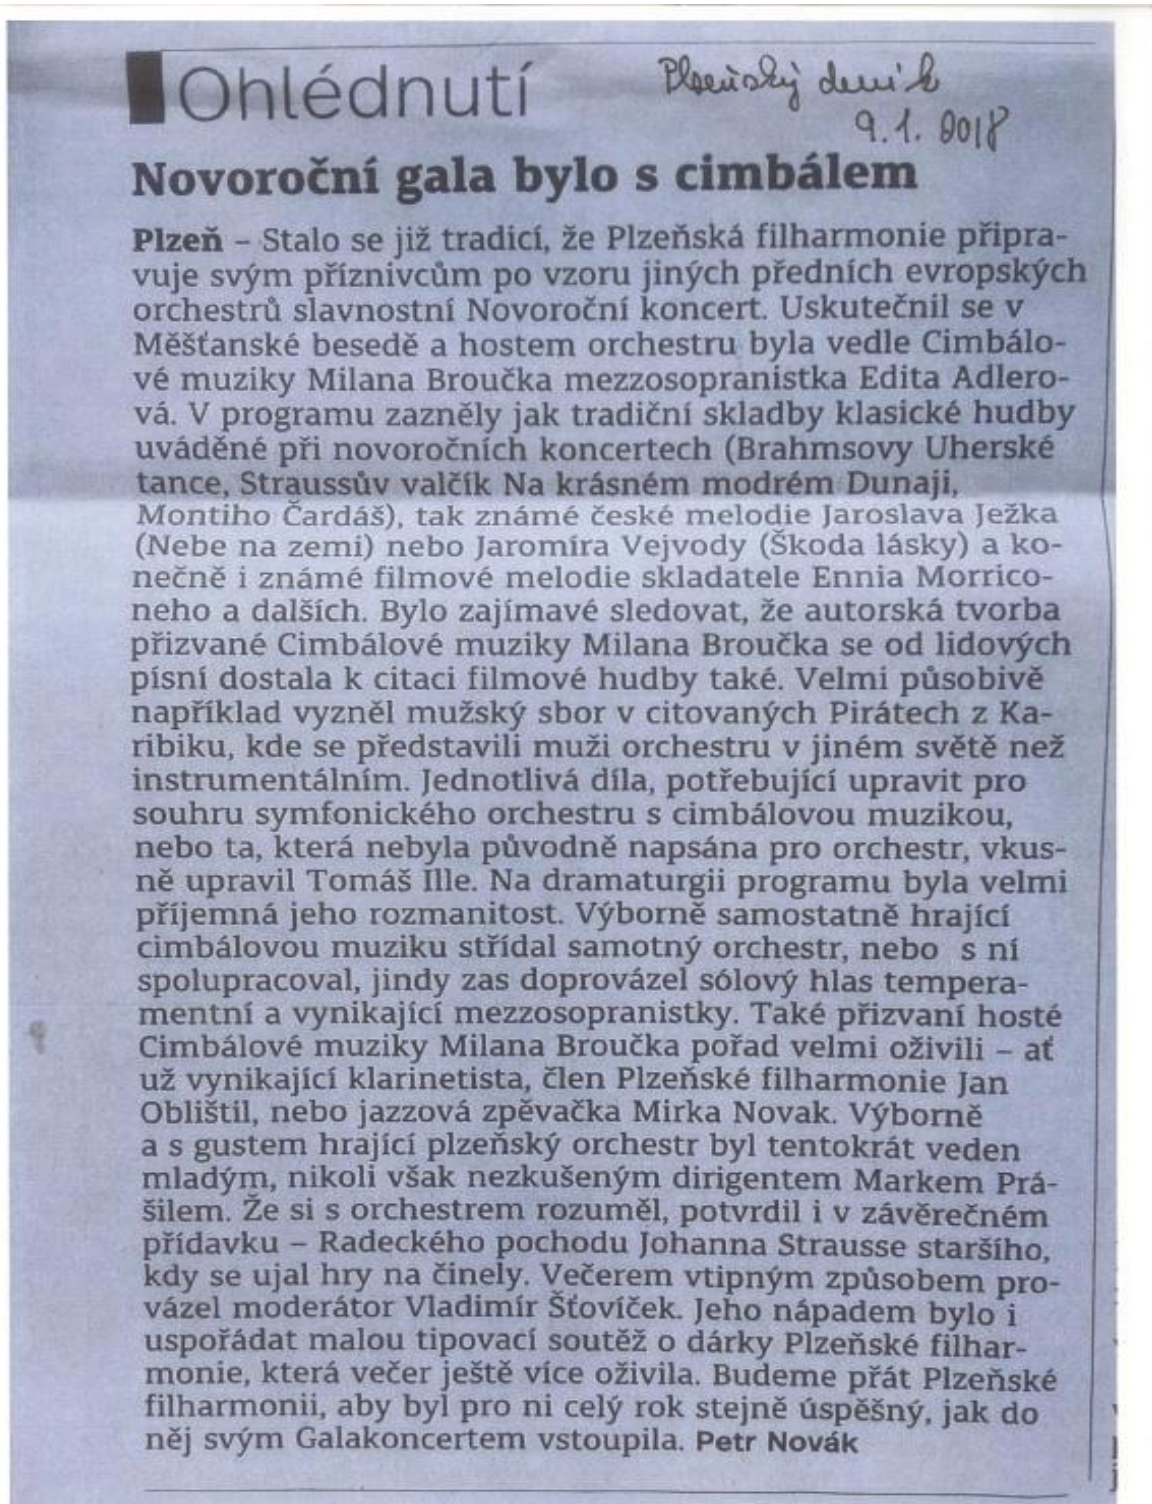 Ohlédnutí
Plzeňský deník
9.1. 2018
Novoroční gala bylo s cimbálem
Plzeň – Stalo se již tradicí, že Plzeňská filharmonie připra-
vuje svým příznivcům po vzoru jiných předních evropských
orchestrů slavnostní Novoroční koncert. Uskutečnil se v
Měšťanské besedě a hostem orchestru byla vedle Cimbálo-
vé muziky Milana Broučka mezzosopranistka Edita Adlero-
vá. V programu zazněly jak tradiční skladby klasické hudby
uváděné při novoročních koncertech (Brahmsovy Uherské
tance, Straussův valčík Na krásném modrém Dunaji,
Montiho Čardáš), tak známé české melodie Jaroslava Ježka
(Nebe na zemi) nebo Jaromíra Vejvody (Škoda lásky) a ko-
nečně i známé filmové melodie skladatele Ennia Morrico-
neho a dalších. Bylo zajímavé sledovat, že autorská tvorba
přizvané Cimbálové muziky Milana Broučka se od lidových
písní dostala k citaci filmové hudby také. Velmi působivě
například vyzněl mužský sbor v citovaných Pirátech z Ka-
ribiku, kde se představili muži orchestru v jiném světě než
instrumentálním. Jednotlivá díla, potřebující upravit pro
souhru symfonického orchestru s cimbálovou muzikou,
nebo ta, která nebyla původně napsána pro orchestr, vkus-
ně upravil Tomáš Ille. Na dramaturgii programu byla velmi
příjemná jeho rozmanitost. Výborně samostatně hrající
cimbálovou muziku střídal samotný orchestr, nebo s ní
spolupracoval, jindy zas doprovázel sólový hlas tempera-
mentní a vynikající mezzosopranistky. Také přizvaní hosté
Cimbálové muziky Milana Broučka pořad velmi oživili – ať
už vynikající klarinetista, člen Plzeňské filharmonie Jan
Oblištil, nebo jazzová zpěvačka Mirka Novak. Výborně
a s gustem hrající plzeňský orchestr byl tentokrát veden
mladým, nikoli však nezkušeným dirigentem Markem Prá-
šilem. Že si s orchestrem rozuměl, potvrdil i v závěrečném
přídavku – Radeckého pochodu Johanna Strausse staršího,
kdy se ujal hry na činely. Večerem vtipným způsobem pro-
vázel moderátor Vladimír Šťovíček. Jeho nápadem bylo i
uspořádat malou tipovací soutěž o dárky Plzeňské filhar-
monie, která večer ještě více oživila. Budeme přát Plzeňské
filharmonii, aby byl pro ni celý rok stejně úspěšný, jak do
něj svým Galakoncertem vstoupila. Petr Novák